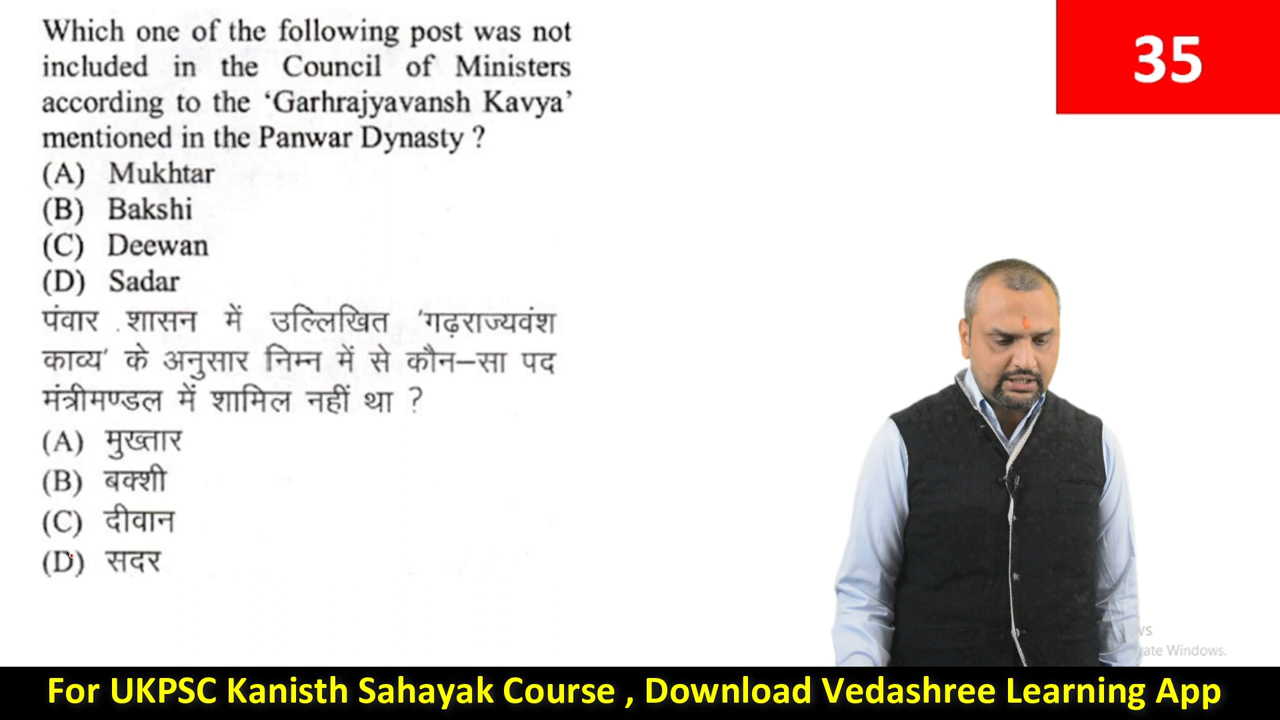 Which one of the following post was not
included in the Council of Ministers
according to the ‘Garhrajyavansh Kavya’
mentioned in the Panwar Dynasty ?
(A) Mukhtar
(B) Bakshi
(C) Deewan
(D) Sadar
पंवार शासन में उल्लिखित ‘गढ़राज्यवंश
काव्य’ के अनुसार निम्न में से कौन–सा पद
मंत्रीमण्डल में शामिल नहीं था ?
(A) मुख्तार
(B) बक्शी
(C) दीवान
(D) सदर
35
ate Windows.
For UKPSC Kanisth Sahayak Course , Download Vedashree Learning App